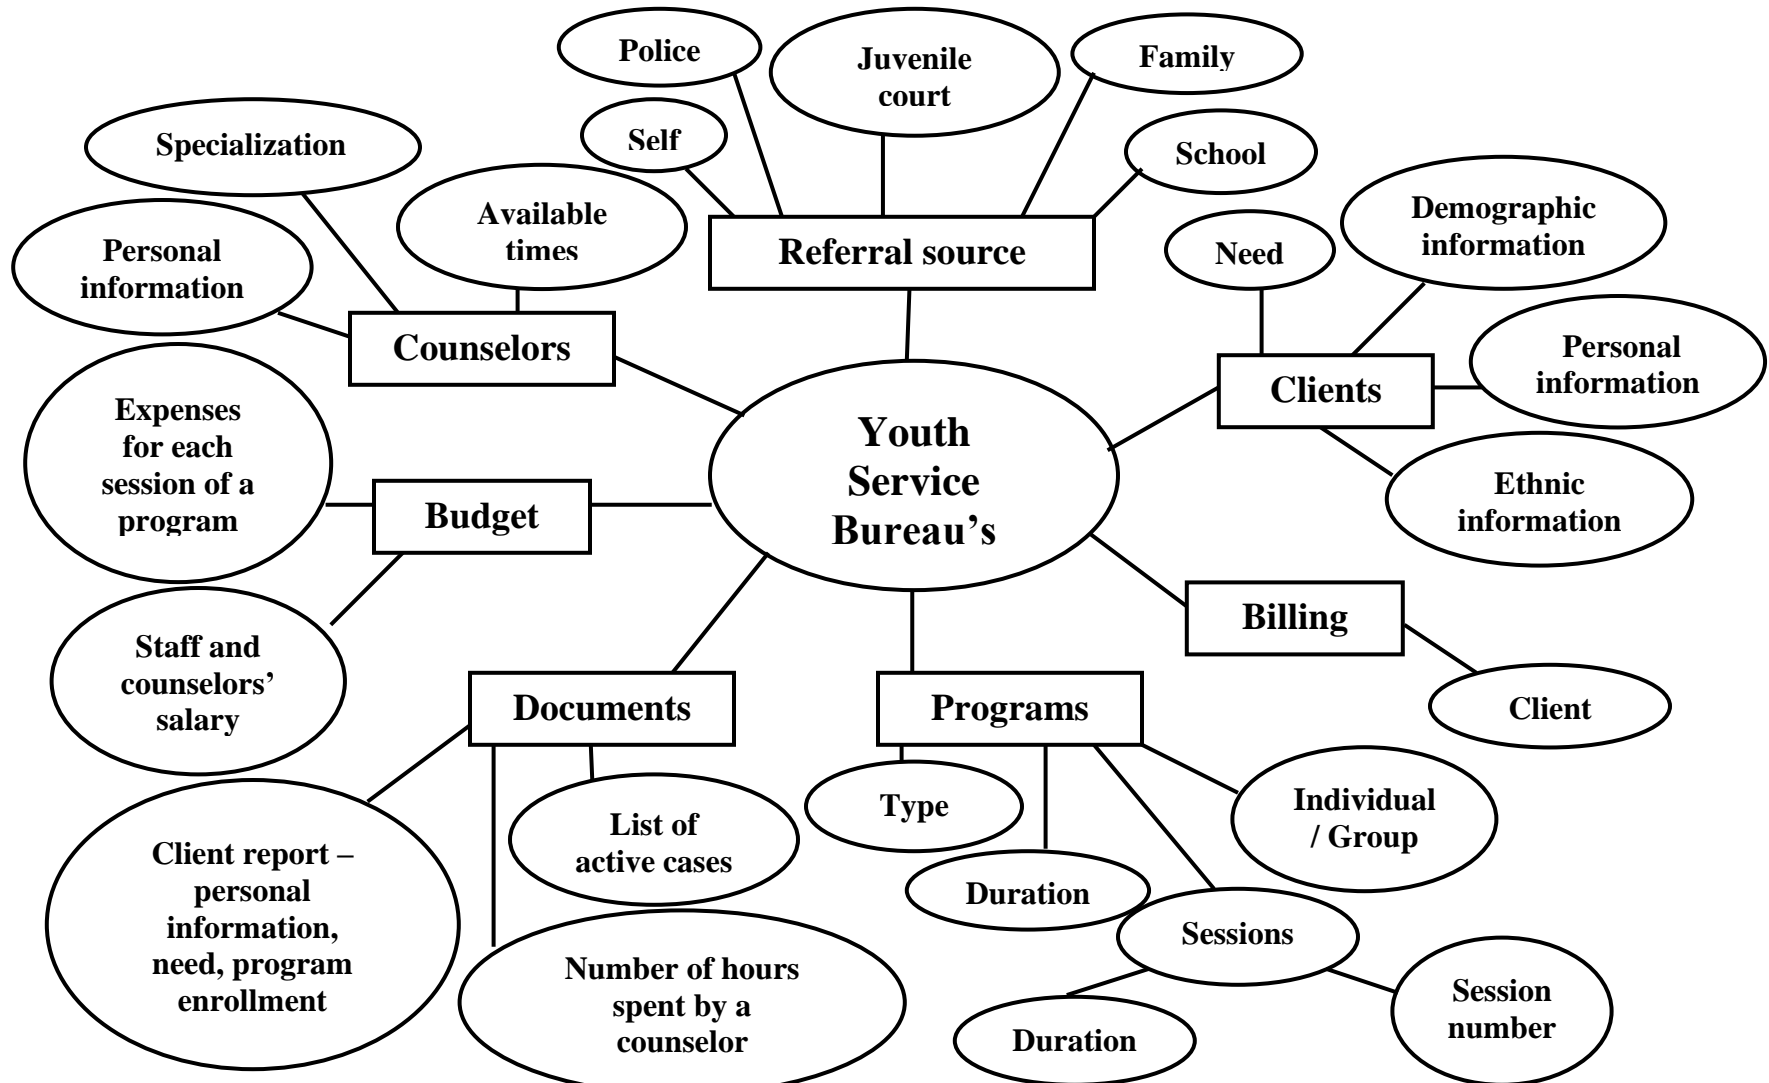 Police
Juvenile
court
Family
Self
School
Specialization
Available
times
Personal
information
Referral source
Need
Demographic
information
Counselors
Clients
Personal
information
Expenses
for each
session of a
program
Budget
Youth
Service
Bureau’s
Ethnic
information
Billing
Staff and
counselors’
salary
Documents
Programs
Client
Client report –
personal
information,
need, program
enrollment
List of
active cases
Type
Individual
/ Group
Duration
Sessions
Number of hours
spent by a
counselor
Duration
Session
number